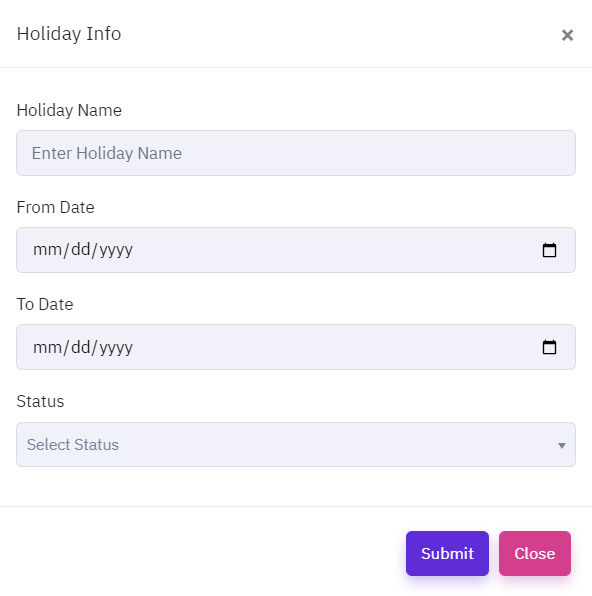 Holiday Info ×
Holiday Name
Enter Holiday Name
From Date
mm/dd/yyyy
To Date
mm/dd/yyyy
Status
Select Status
Submit Close